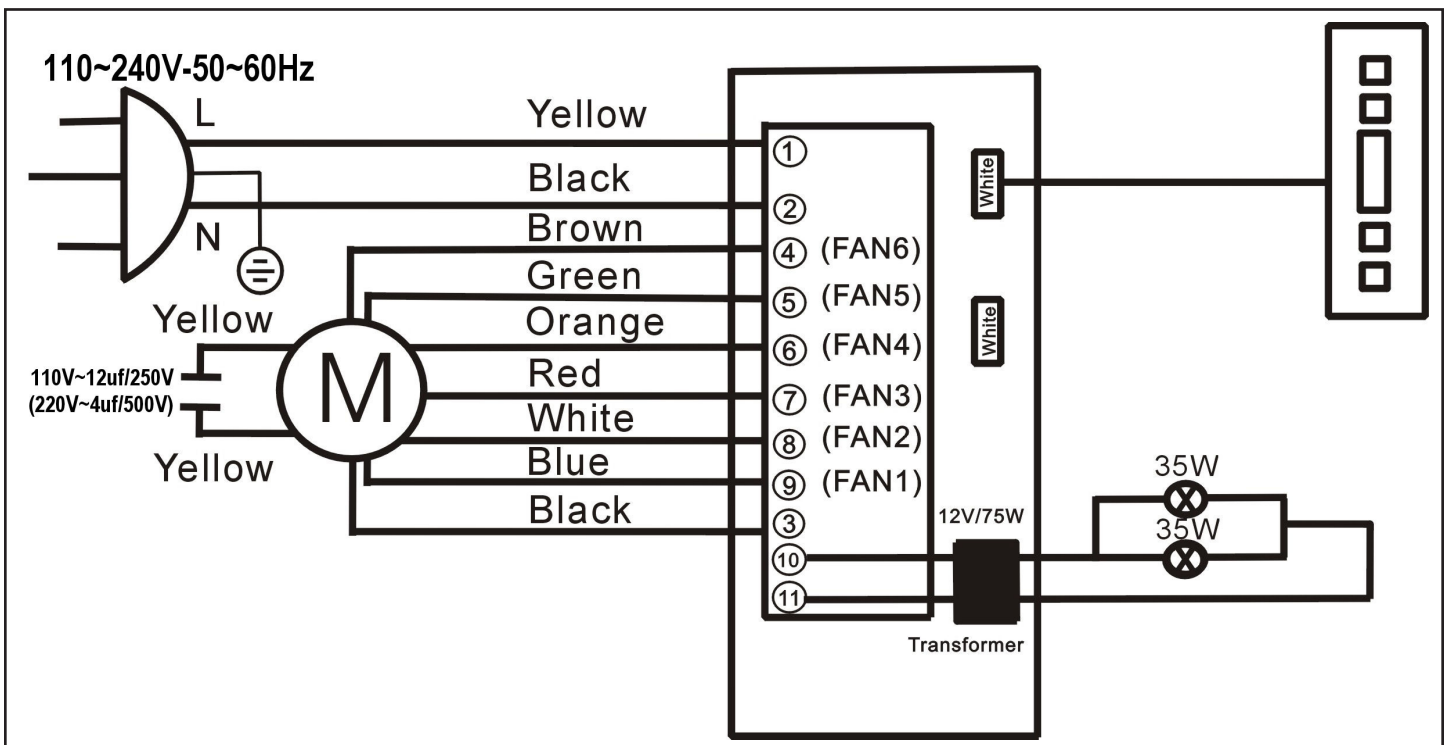 110~240V-50~60Hz
L
Yellow
①
White
Black
②
N
Brown
④ (FAN6)
Green
⑤ (FAN5)
Yellow
Orange
⑥ (FAN4)
White
M
110V~12uf/250V
(220V~4uf/500V)
Red
⑦ (FAN3)
White
⑧ (FAN2)
Yellow
Blue
⑨ (FAN1)
Black
③
12V/75W
35W
35W
⑩
⑪
Transformer